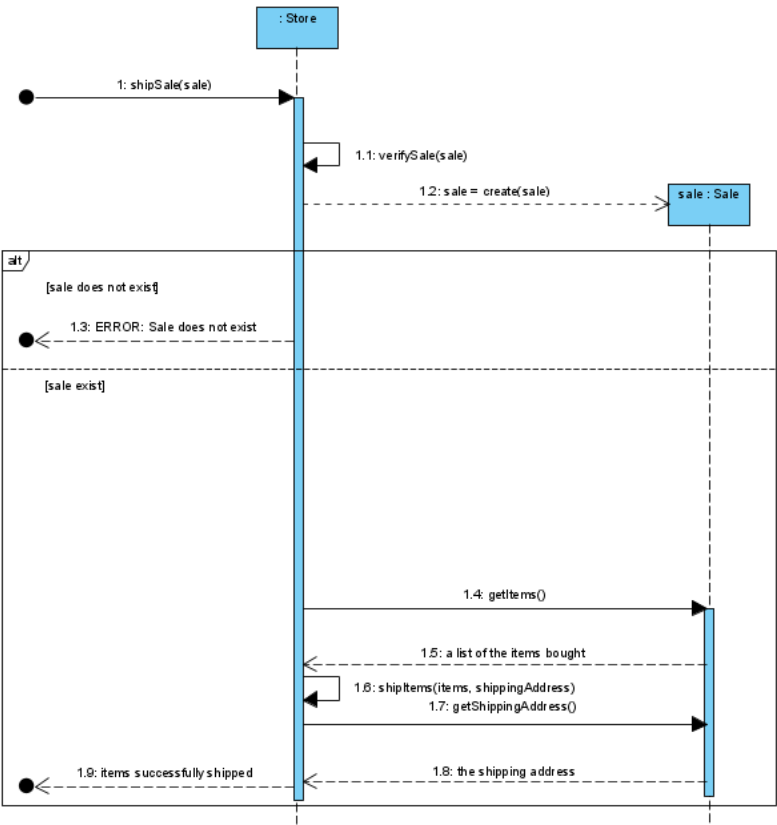 : Store
1: shipSale(sale)
1.1: verifySale(sale)
1.2: sale = create(sale)
sale : Sale
alt
[sale does not exist]
1.3: ERROR: Sale does not exist
[sale exist]
1.4: getItems()
1.5: a list of the items bought
1.6: shipItems(items, shippingAddress)
1.7: getShippingAddress()
1.8: the shipping address
1.9: items successfully shipped